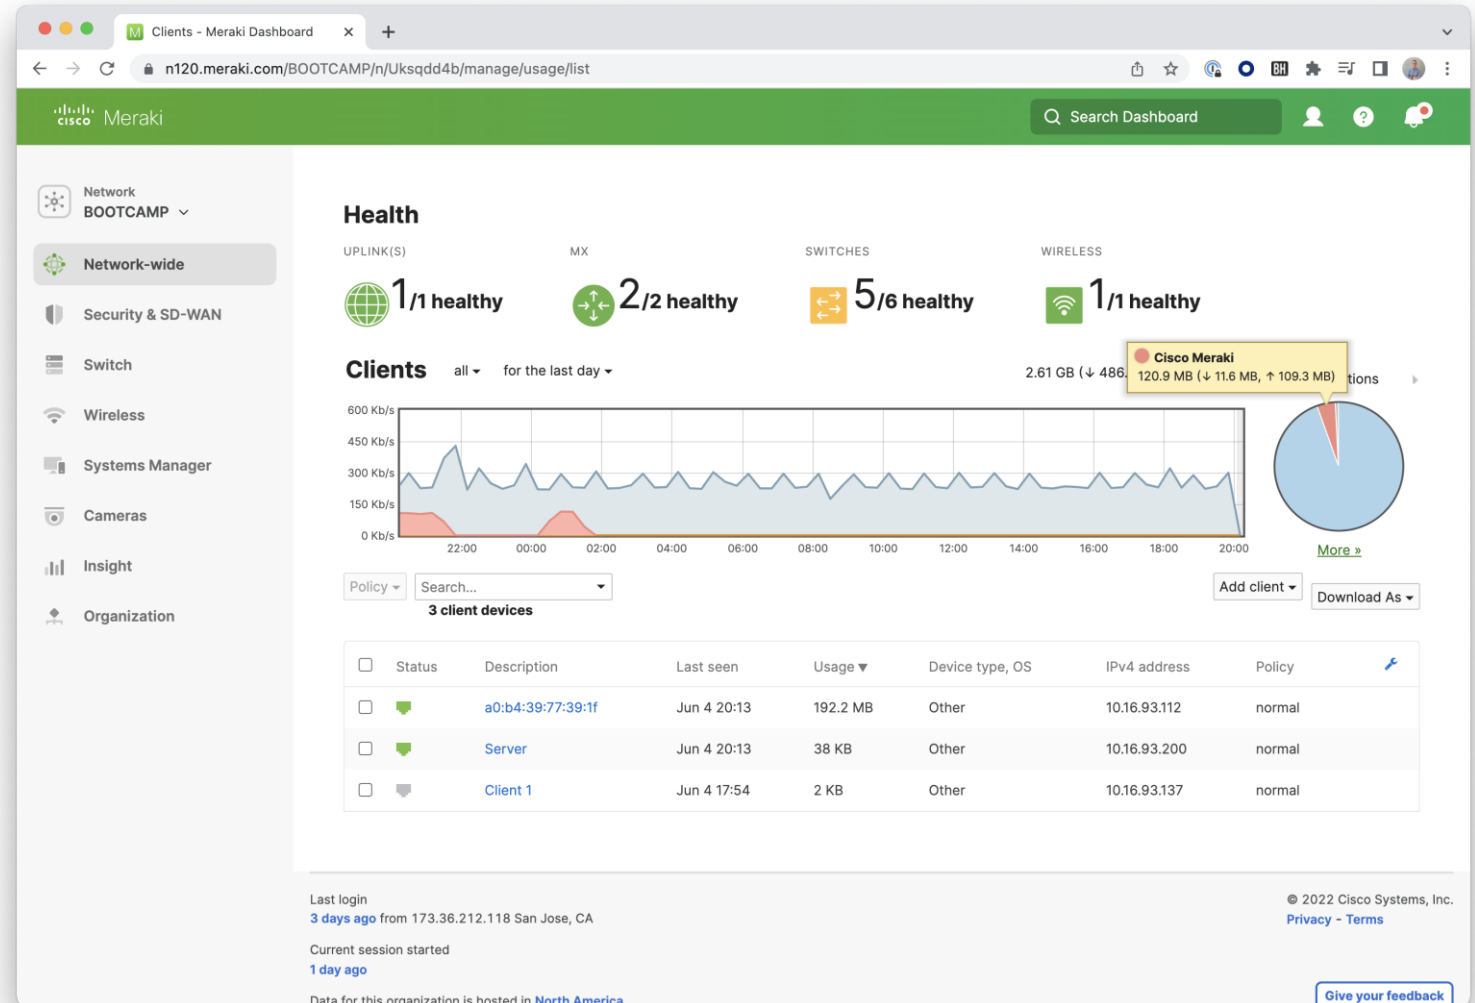 Clients - Meraki Dashboard
n120.meraki.com/BOOTCAMP/n/Uksqdd4b/manage/usage/list
BH
CISCO Meraki
Search Dashboard
?
Network
BOOTCAMP
Network-wide
Security & SD-WAN
Switch
Wireless
Systems Manager
Cameras
Insight
Organization
Health
UPLINK(S) MX SWITCHES WIRELESS
1/1 healthy 2/2 healthy 5/6 healthy 1/1 healthy
Clients all for the last day
2.61 GB (↓ 486.
Cisco Meraki
120.9 MB (↓ 11.6 MB, ↑ 109.3 MB)
tions
600 Kb/s
450 Kb/s
300 Kb/s
150 Kb/s
0 Kb/s
22:00 00:00 02:00 04:00 06:00 08:00 10:00 12:00 14:00 16:00 18:00 20:00
More »
Policy Search... Add client Download As
3 client devices
Status Description Last seen Usage ▼ Device type, OS IPv4 address Policy
a0:b4:39:77:39:1f Jun 4 20:13 192.2 MB Other 10.16.93.112 normal
Server Jun 4 20:13 38 KB Other 10.16.93.200 normal
Client 1 Jun 4 17:54 2 KB Other 10.16.93.137 normal
Last login
3 days ago from 173.36.212.118 San Jose, CA
Current session started
1 day ago
Data for this organization is hosted in North America
© 2022 Cisco Systems, Inc.
Privacy - Terms
Give your feedback